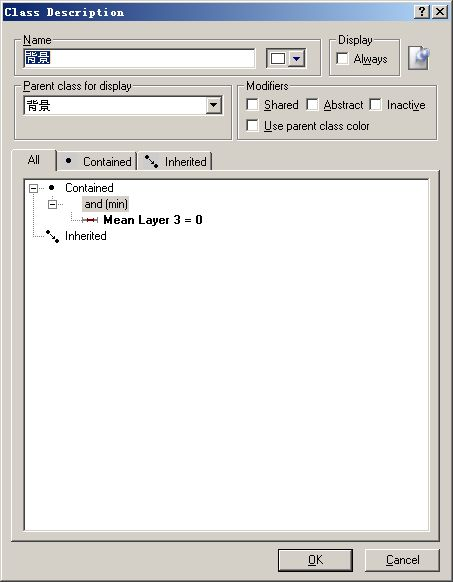 Class Description
Name
Display
背景
Always
Parent class for display
Modifiers
背景
Shared
Abstract
Inactive
Use parent class color
All
Contained
Inherited
Contained
and (min)
Mean Layer 3 = 0
Inherited
OK
Cancel